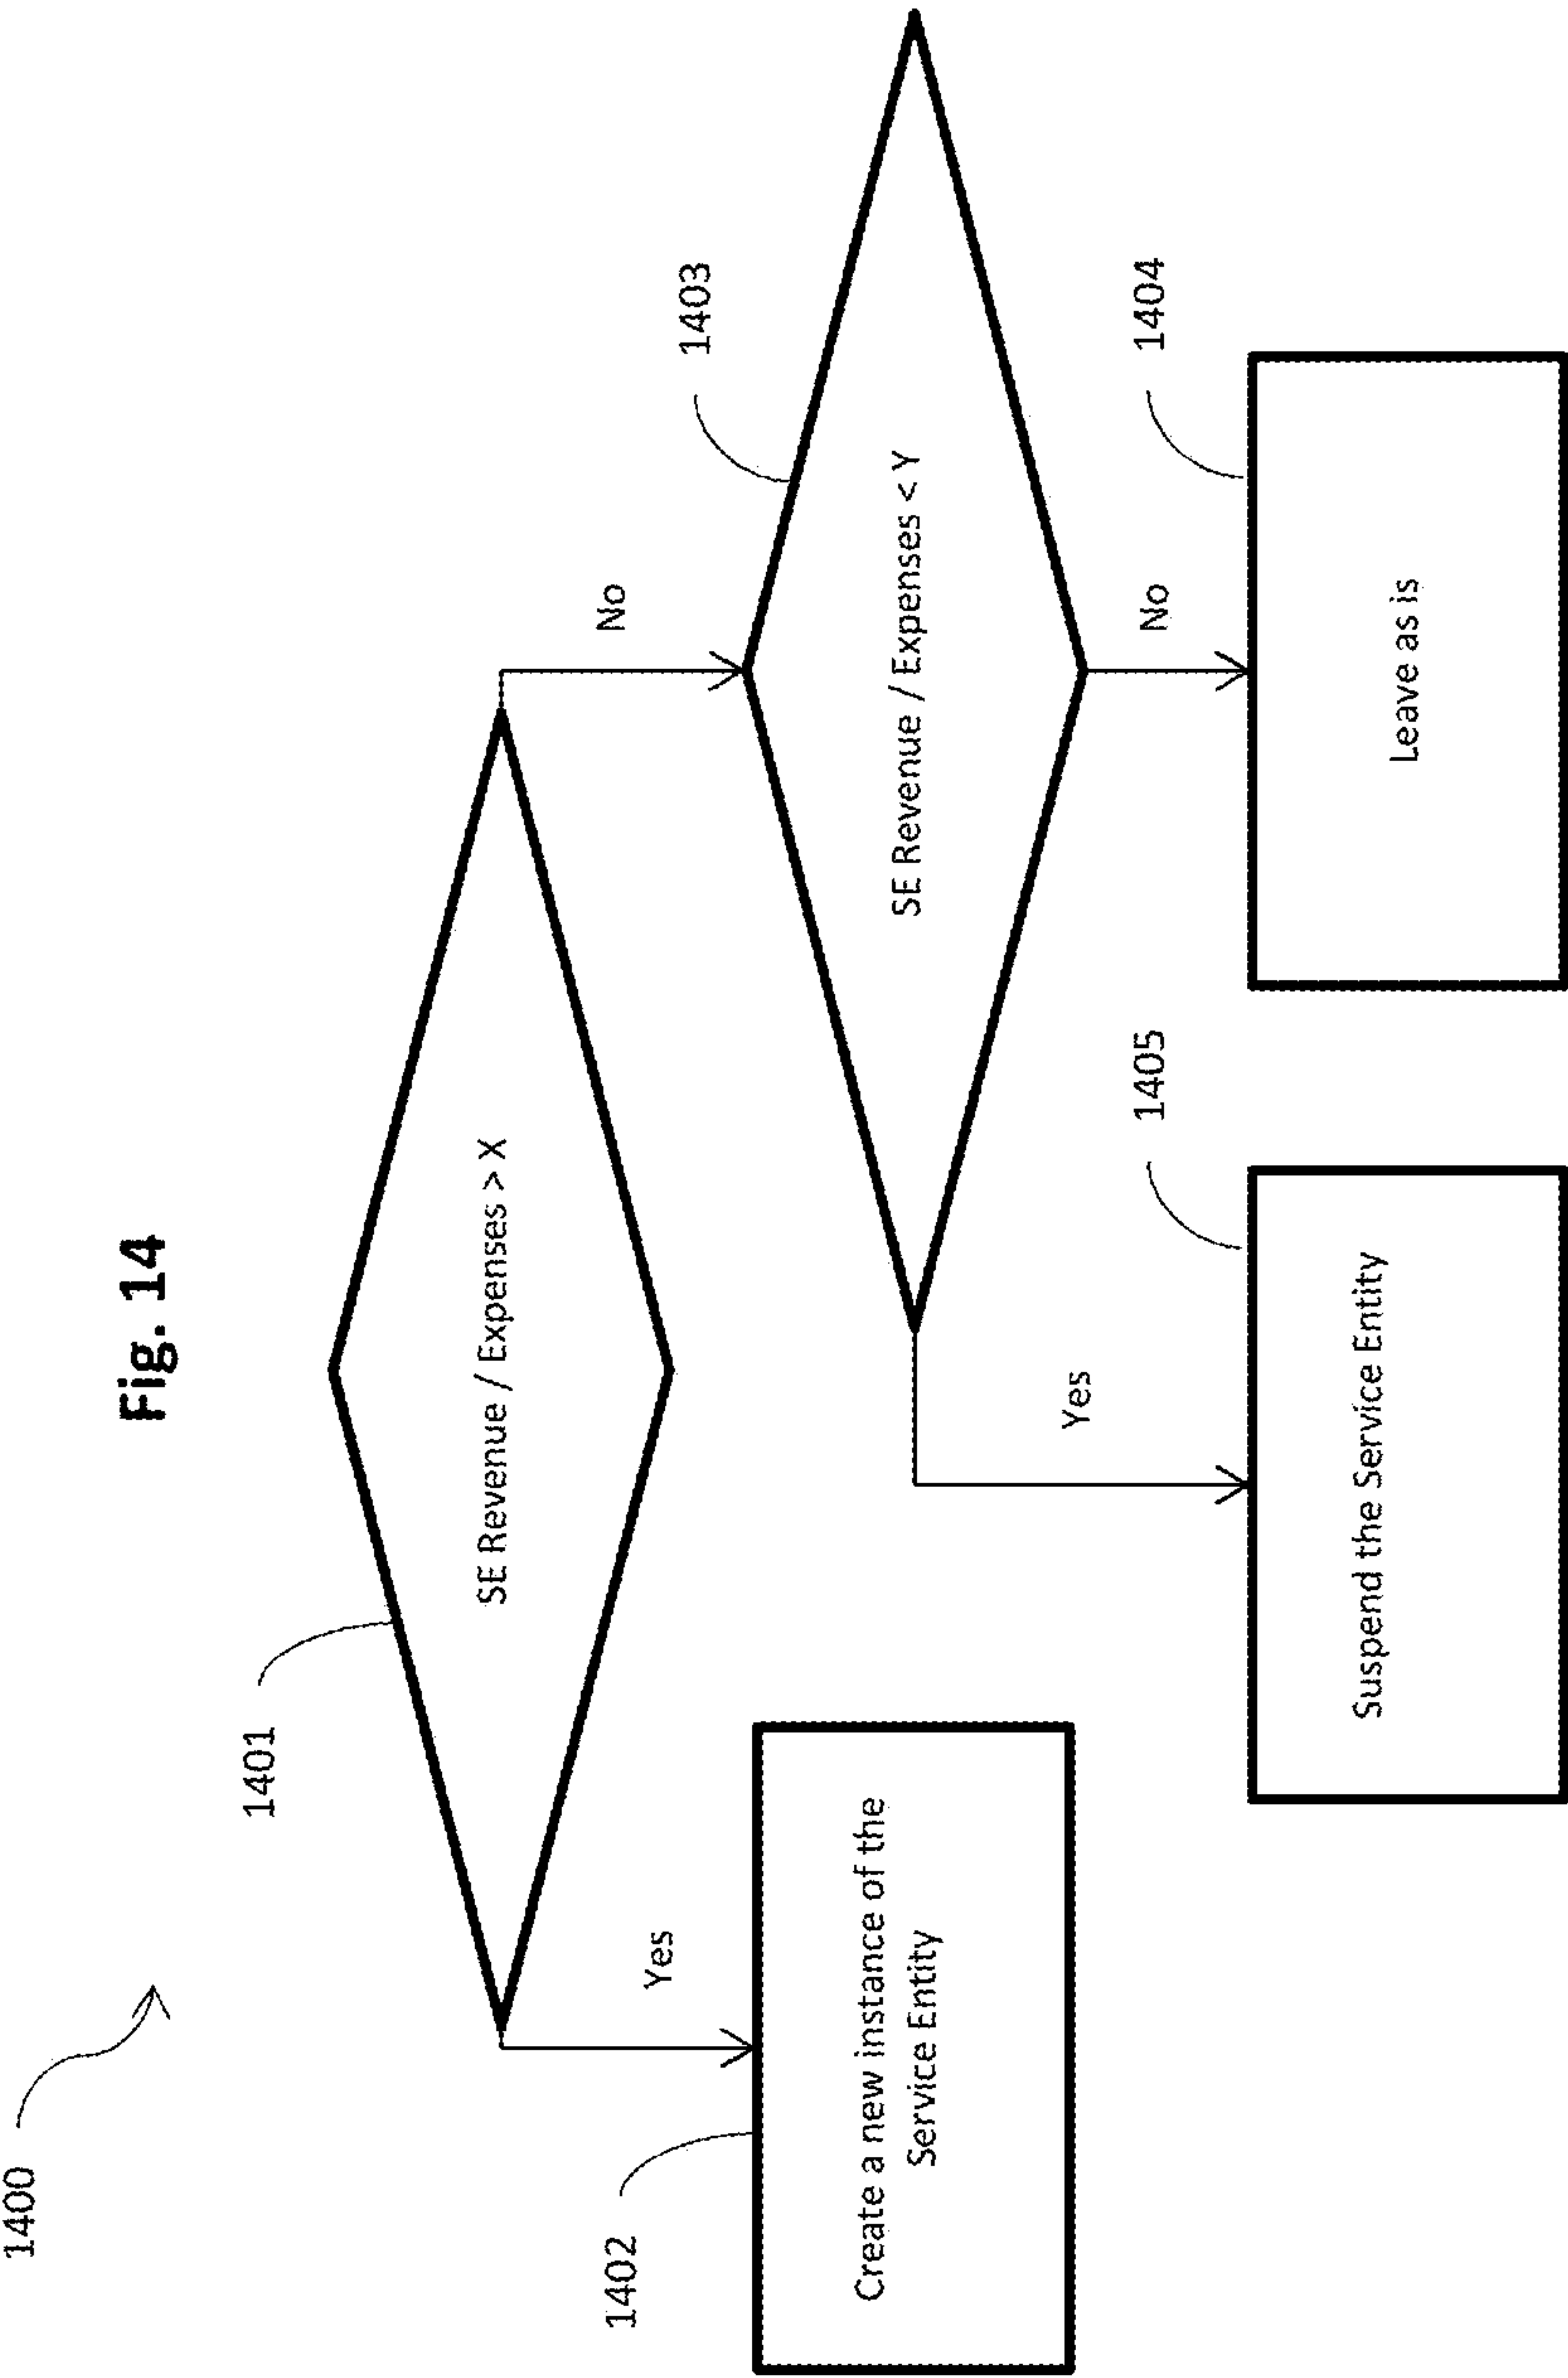 1400
Fig. 14
1401
SE Revenue / Expenses > X
Yes
No
1402
Create a new instance of the
Service Entity
1403
SE Revenue / Expenses < Y
Yes
No
1405
Suspend the Service Entity
1404
Leave as is